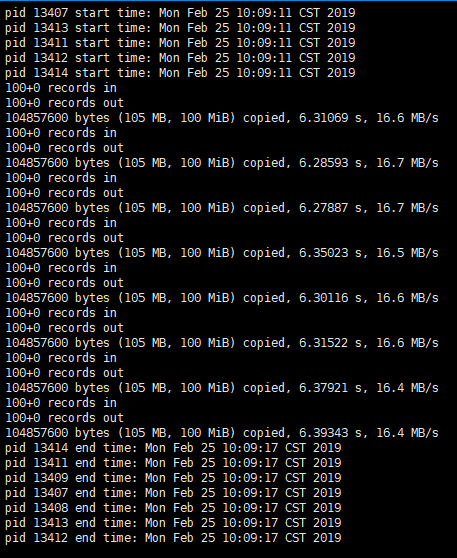 pid 13407 start time: Mon Feb 25 10:09:11 CST 2019
pid 13413 start time: Mon Feb 25 10:09:11 CST 2019
pid 13411 start time: Mon Feb 25 10:09:11 CST 2019
pid 13412 start time: Mon Feb 25 10:09:11 CST 2019
pid 13414 start time: Mon Feb 25 10:09:11 CST 2019
100+0 records in
100+0 records out
104857600 bytes (105 MB, 100 MiB) copied, 6.31069 s, 16.6 MB/s
100+0 records in
100+0 records out
104857600 bytes (105 MB, 100 MiB) copied, 6.28593 s, 16.7 MB/s
100+0 records in
100+0 records out
104857600 bytes (105 MB, 100 MiB) copied, 6.27887 s, 16.7 MB/s
100+0 records in
100+0 records out
104857600 bytes (105 MB, 100 MiB) copied, 6.35023 s, 16.5 MB/s
100+0 records in
100+0 records out
104857600 bytes (105 MB, 100 MiB) copied, 6.30116 s, 16.6 MB/s
100+0 records in
100+0 records out
104857600 bytes (105 MB, 100 MiB) copied, 6.31522 s, 16.6 MB/s
100+0 records in
100+0 records out
104857600 bytes (105 MB, 100 MiB) copied, 6.37921 s, 16.4 MB/s
100+0 records in
100+0 records out
104857600 bytes (105 MB, 100 MiB) copied, 6.39343 s, 16.4 MB/s
pid 13414 end time: Mon Feb 25 10:09:17 CST 2019
pid 13411 end time: Mon Feb 25 10:09:17 CST 2019
pid 13409 end time: Mon Feb 25 10:09:17 CST 2019
pid 13407 end time: Mon Feb 25 10:09:17 CST 2019
pid 13408 end time: Mon Feb 25 10:09:17 CST 2019
pid 13413 end time: Mon Feb 25 10:09:17 CST 2019
pid 13412 end time: Mon Feb 25 10:09:17 CST 2019